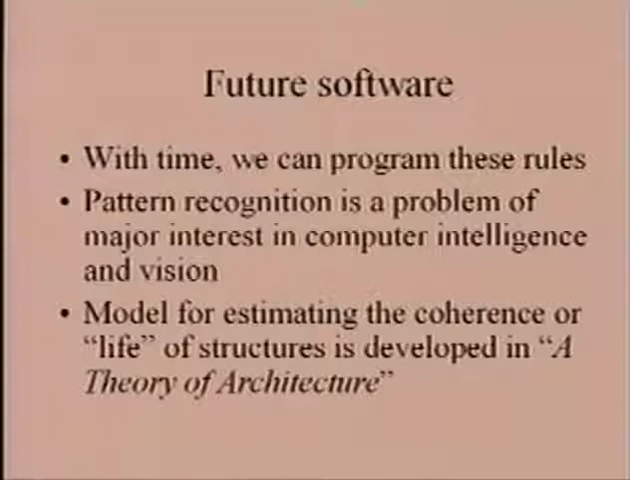 Future software
• With time, we can program these rules
• Pattern recognition is a problem of
major interest in computer intelligence
and vision
• Model for estimating the coherence or
“life” of structures is developed in “A
Theory of Architecture”